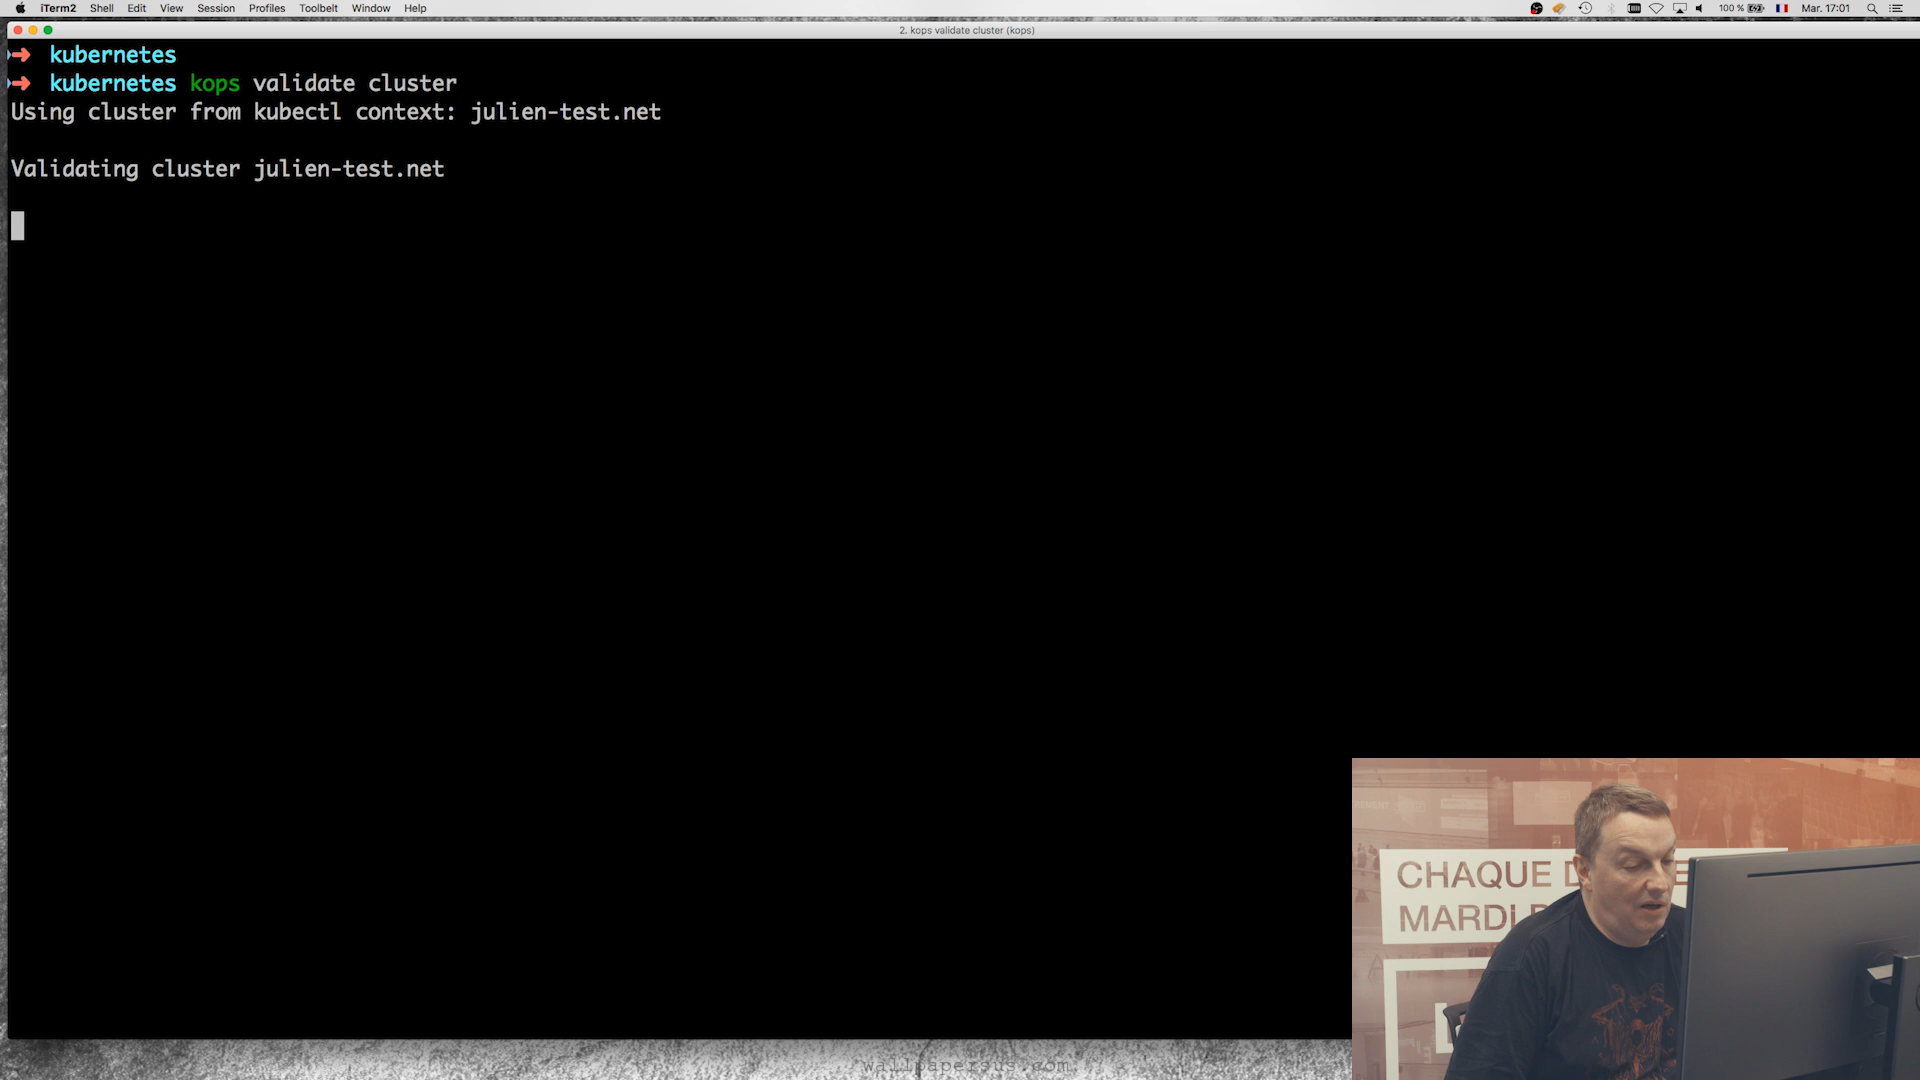 iTerm2 Shell Edit View Session Profiles Toolbelt Window Help 100 % Mar. 17:01
2. kops validate cluster (kops)
➜ kubernetes
➜ kubernetes kops validate cluster
Using cluster from kubectl context: julien-test.net
Validating cluster julien-test.net
CHAQUE
MARDI
wallpapersus.com